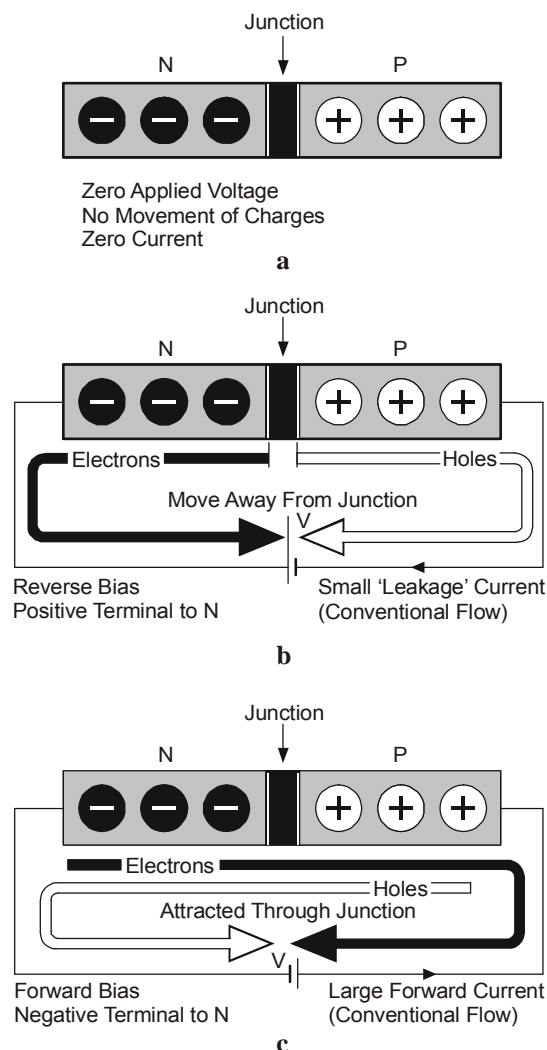 Junction
N P
Zero Applied Voltage
No Movement of Charges
Zero Current
a
Junction
N P
Electrons Holes
Move Away From Junction
V
Reverse Bias
Positive Terminal to N
Small ‘Leakage’ Current
(Conventional Flow)
b
Junction
N P
Electrons
Holes
Attracted Through Junction
V
Forward Bias
Negative Terminal to N
Large Forward Current
(Conventional Flow)
c